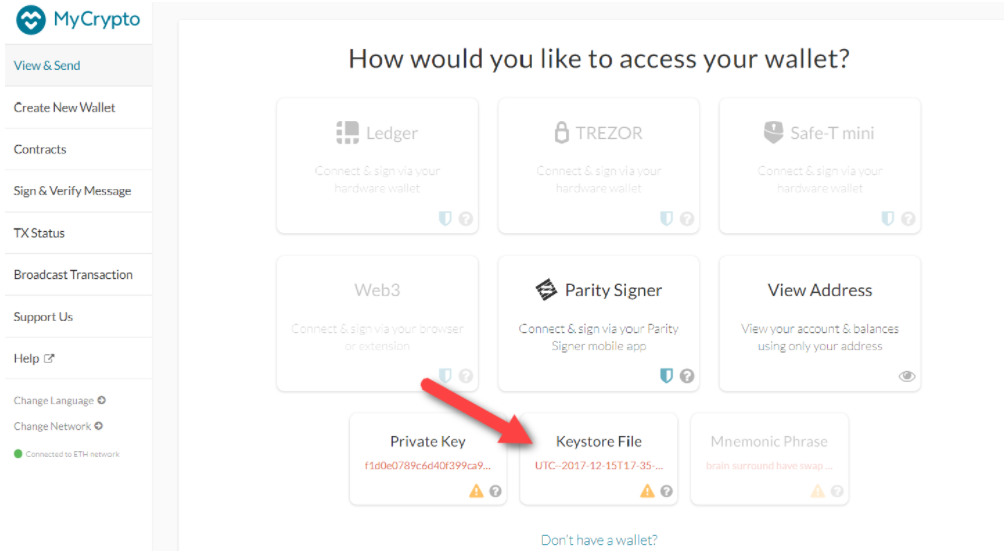 MyCrypto
View & Send
Create New Wallet
Contracts
Sign & Verify Message
TX Status
Broadcast Transaction
Support Us
Help
Change Language
Change Network
Connected to ETH network
How would you like to access your wallet?
Ledger
Connect & sign via your
hardware wallet
?
TREZOR
Connect & sign via your
hardware wallet
?
Safe-T mini
Connect & sign via your
hardware wallet
?
Web3
Connect & sign via your browser
or extension
?
Parity Signer
Connect & sign via your Parity
Signer mobile app
?
View Address
View your account & balances
using only your address
Private Key
f1d0e0789c6d40f399ca9...
?
Keystore File
UTC--2017-12-15T17-35-...
?
Mnemonic Phrase
brain surround have swap ...
?
Don't have a wallet?